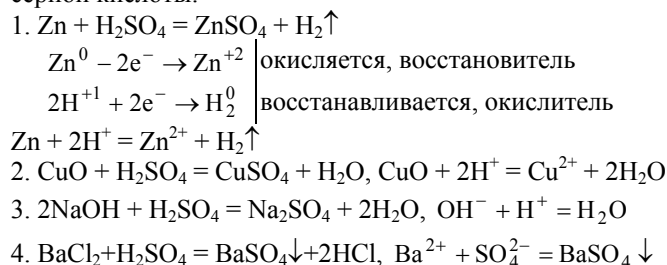 серной кислоты.
1. Zn + H₂SO₄ = ZnSO₄ + H₂↑
Zn⁰ – 2e⁻ → Zn⁺² | окисляется, восстановитель
2H⁺¹ + 2e⁻ → H₂⁰ | восстанавливается, окислитель
Zn + 2H⁺ = Zn²⁺ + H₂↑
2. CuO + H₂SO₄ = CuSO₄ + H₂O, CuO + 2H⁺ = Cu²⁺ + 2H₂O
3. 2NaOH + H₂SO₄ = Na₂SO₄ + 2H₂O, OH⁻ + H⁺ = H₂O
4. BaCl₂+H₂SO₄ = BaSO₄↓+2HCl, Ba²⁺ + SO₄²⁻ = BaSO₄ ↓